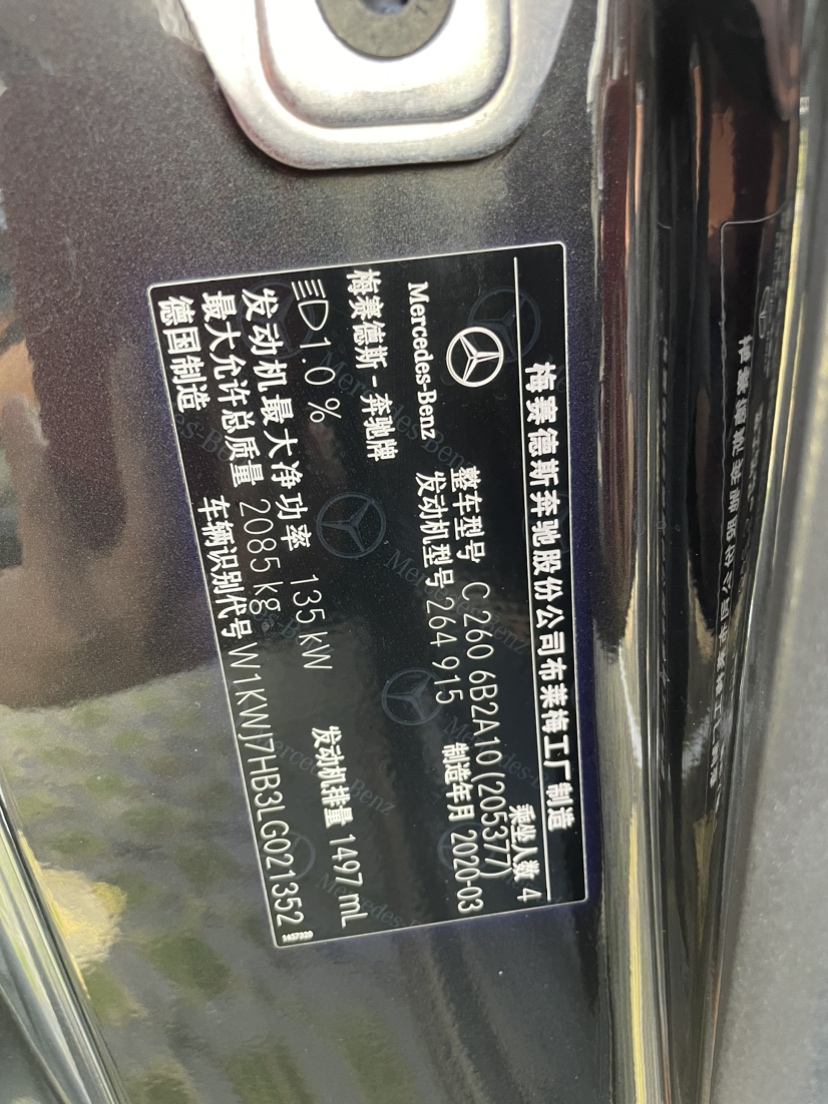 梅赛德斯奔驰股份公司布莱梅工厂制造
Mercedes-Benz
乘坐人数 4
整车型号 C 260 6B2A10 (205377)
发动机型号 264 915
制造年月 2020-03
梅赛德斯-奔驰牌
1.0 %
发动机最大净功率 135 kW
发动机排量 1497 mL
最大允许总质量 2085 kg
德国制造
车辆识别代号 W1KWJ7HB3LG021352
1457320